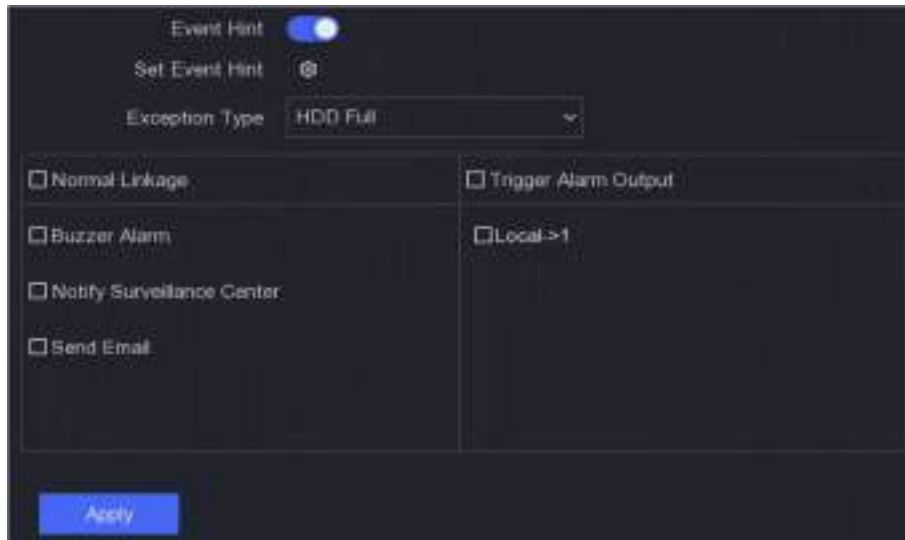 Event Hint
Set Event Hint
Exception Type HDD Full
Normal Linkage Trigger Alarm Output
Buzzer Alarm Local->1
Notify Surveillance Center
Send Email
Apply